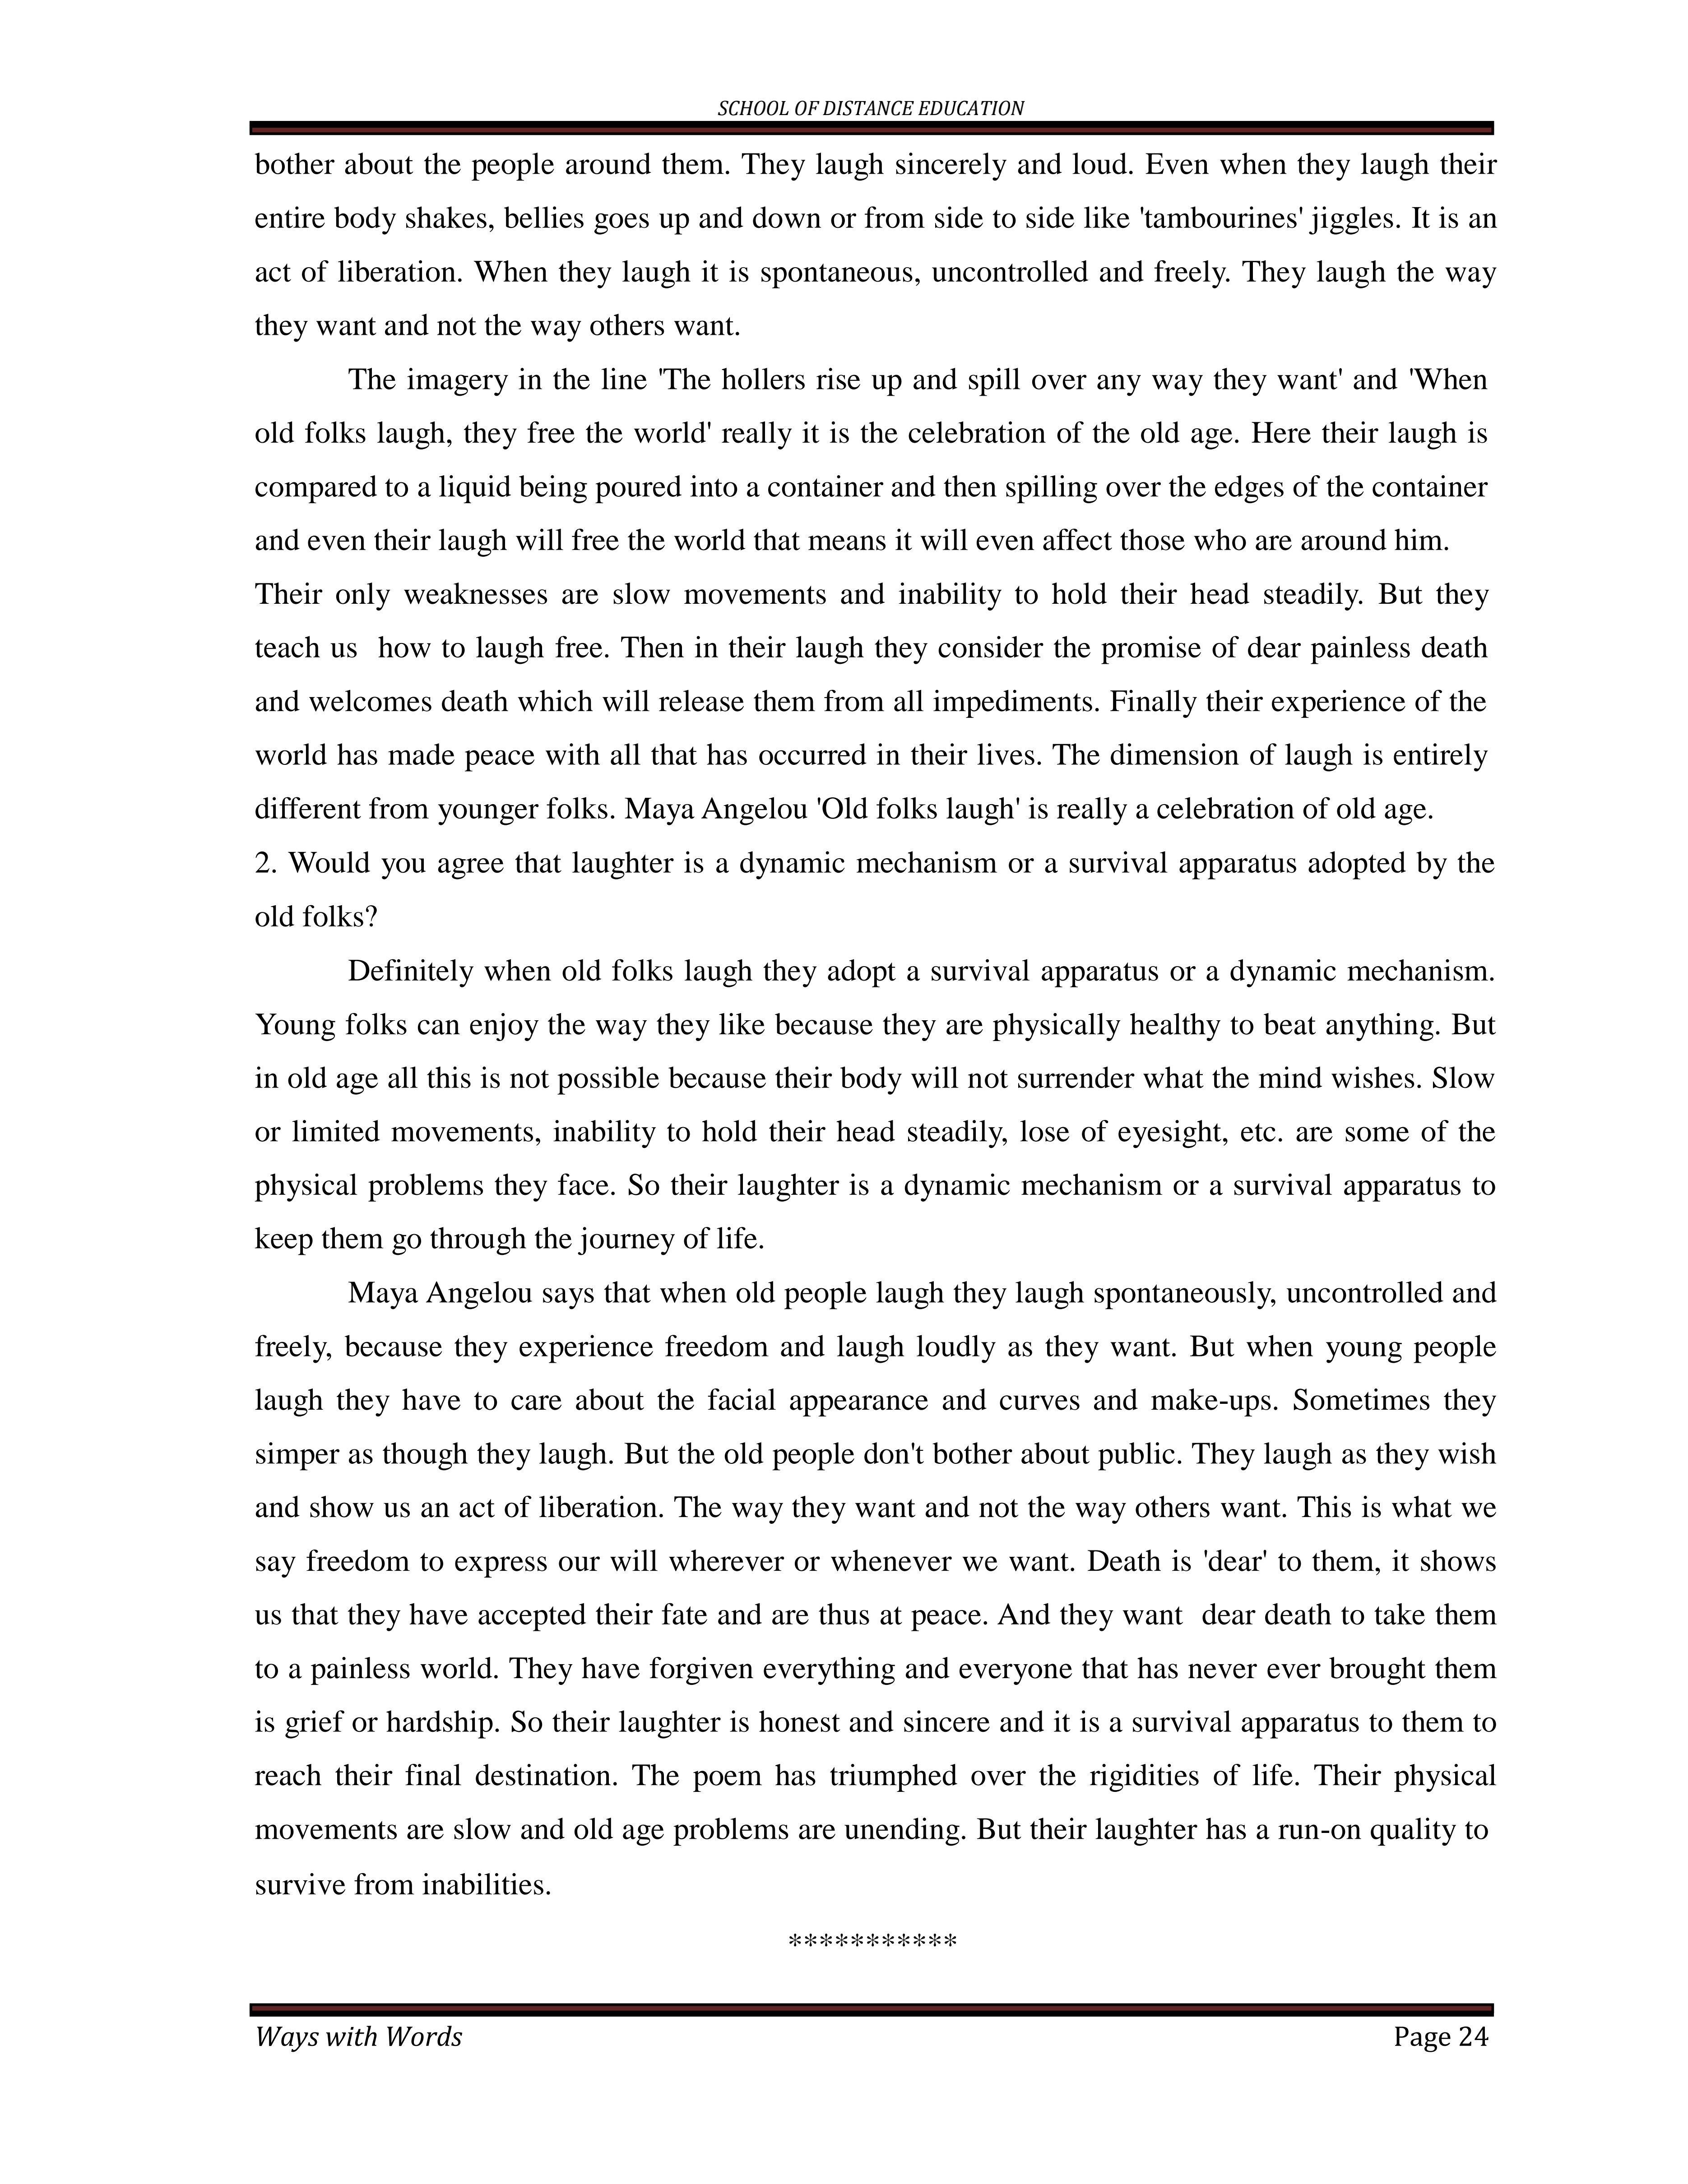 SCHOOL OF DISTANCE EDUCATION
bother about the people around them. They laugh sincerely and loud. Even when they laugh their
entire body shakes, bellies goes up and down or from side to side like 'tambourines' jiggles. It is an
act of liberation. When they laugh it is spontaneous, uncontrolled and freely. They laugh the way
they want and not the way others want.
The imagery in the line 'The hollers rise up and spill over any way they want' and 'When
old folks laugh, they free the world' really it is the celebration of the old age. Here their laugh is
compared to a liquid being poured into a container and then spilling over the edges of the container
and even their laugh will free the world that means it will even affect those who are around him.
Their only weaknesses are slow movements and inability to hold their head steadily. But they
teach us how to laugh free. Then in their laugh they consider the promise of dear painless death
and welcomes death which will release them from all impediments. Finally their experience of the
world has made peace with all that has occurred in their lives. The dimension of laugh is entirely
different from younger folks. Maya Angelou 'Old folks laugh' is really a celebration of old age.
2. Would you agree that laughter is a dynamic mechanism or a survival apparatus adopted by the
old folks?
Definitely when old folks laugh they adopt a survival apparatus or a dynamic mechanism.
Young folks can enjoy the way they like because they are physically healthy to beat anything. But
in old age all this is not possible because their body will not surrender what the mind wishes. Slow
or limited movements, inability to hold their head steadily, lose of eyesight, etc. are some of the
physical problems they face. So their laughter is a dynamic mechanism or a survival apparatus to
keep them go through the journey of life.
Maya Angelou says that when old people laugh they laugh spontaneously, uncontrolled and
freely, because they experience freedom and laugh loudly as they want. But when young people
laugh they have to care about the facial appearance and curves and make-ups. Sometimes they
simper as though they laugh. But the old people don't bother about public. They laugh as they wish
and show us an act of liberation. The way they want and not the way others want. This is what we
say freedom to express our will wherever or whenever we want. Death is 'dear' to them, it shows
us that they have accepted their fate and are thus at peace. And they want dear death to take them
to a painless world. They have forgiven everything and everyone that has never ever brought them
is grief or hardship. So their laughter is honest and sincere and it is a survival apparatus to them to
reach their final destination. The poem has triumphed over the rigidities of life. Their physical
movements are slow and old age problems are unending. But their laughter has a run-on quality to
survive from inabilities.
***********
Ways with Words Page 24